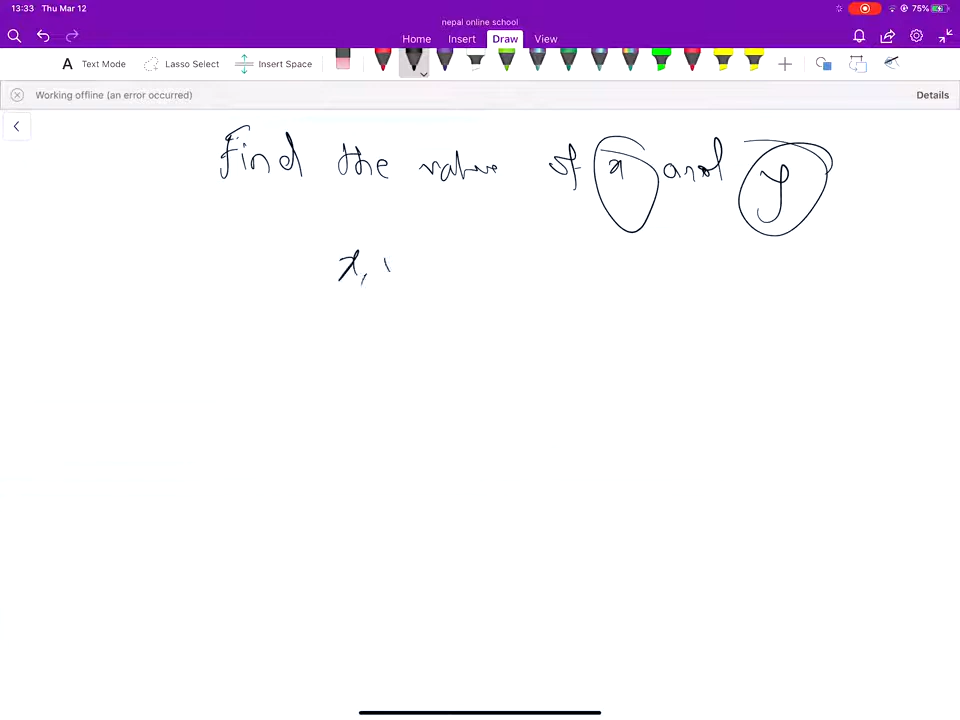 13:33 Thu Mar 12
75%
nepal online school
Home Insert Draw View
Text Mode Lasso Select Insert Space
Working offline (an error occurred) Details
Find the value of x and y
x,